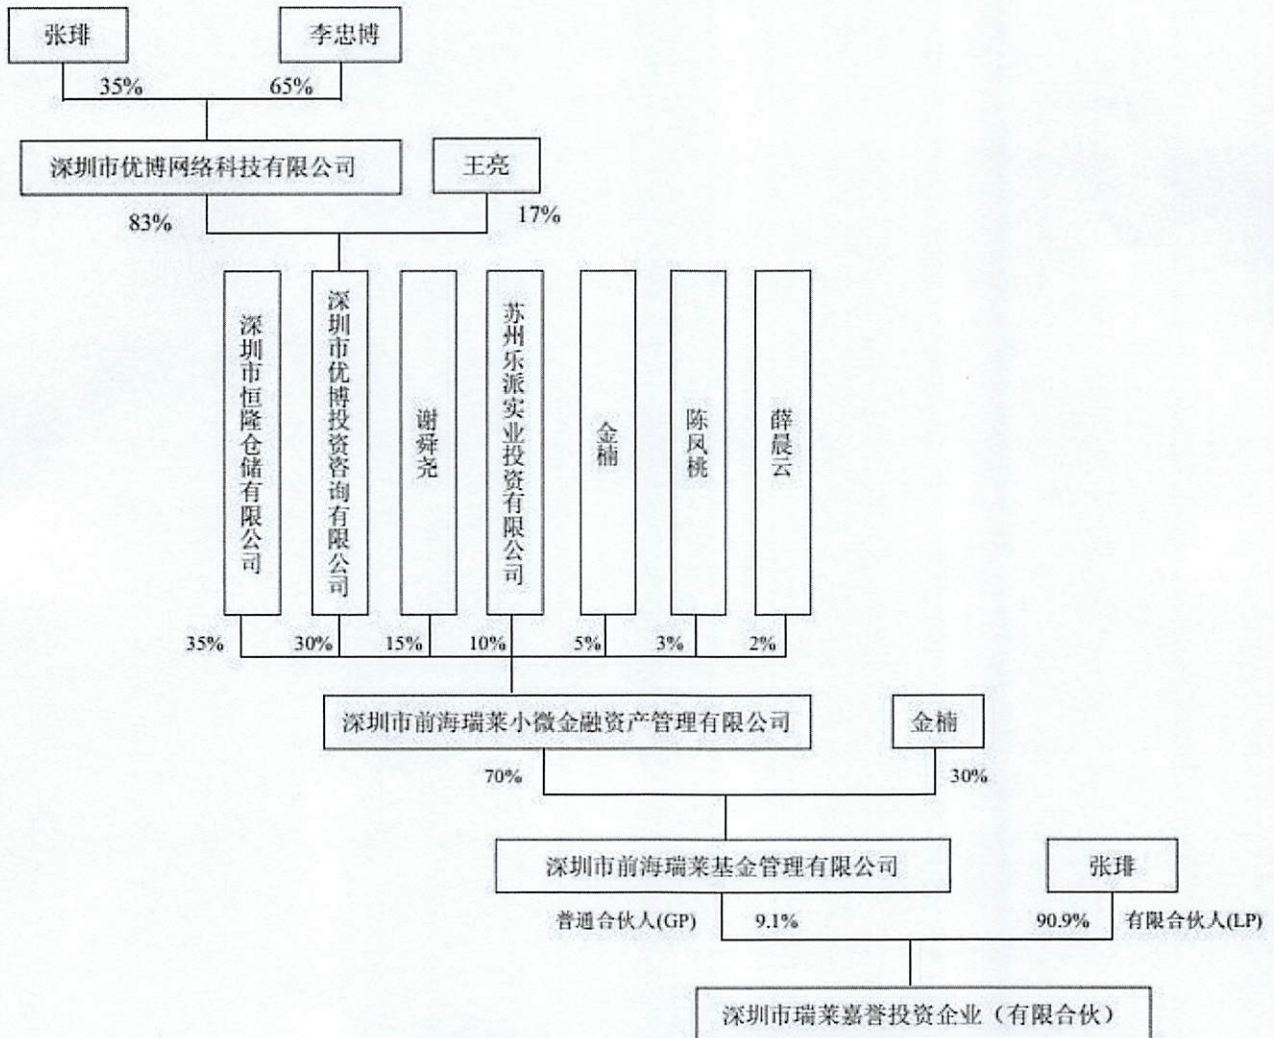 张琲
李忠博
35%
65%
深圳市优博网络科技有限公司
王亮
83%
17%
深圳市恒隆仓储有限公司
深圳市优博投资咨询有限公司
谢舜尧
苏州乐派实业投资有限公司
金楠
陈凤桃
薛晨云
35%
30%
15%
10%
5%
3%
2%
深圳市前海瑞莱小微金融资产管理有限公司
金楠
70%
30%
深圳市前海瑞莱基金管理有限公司
张琲
普通合伙人(GP)
9.1%
90.9%
有限合伙人(LP)
深圳市瑞莱嘉誉投资企业（有限合伙）